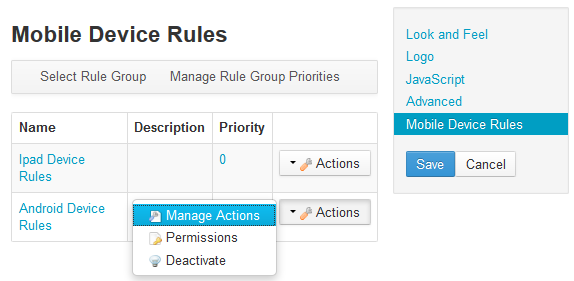 Mobile Device Rules
Select Rule Group Manage Rule Group Priorities
Name Description Priority
Ipad Device
Rules
0
Actions
Android Device
Rules
Actions
Manage Actions
Permissions
Deactivate
Look and Feel
Logo
JavaScript
Advanced
Mobile Device Rules
Save Cancel